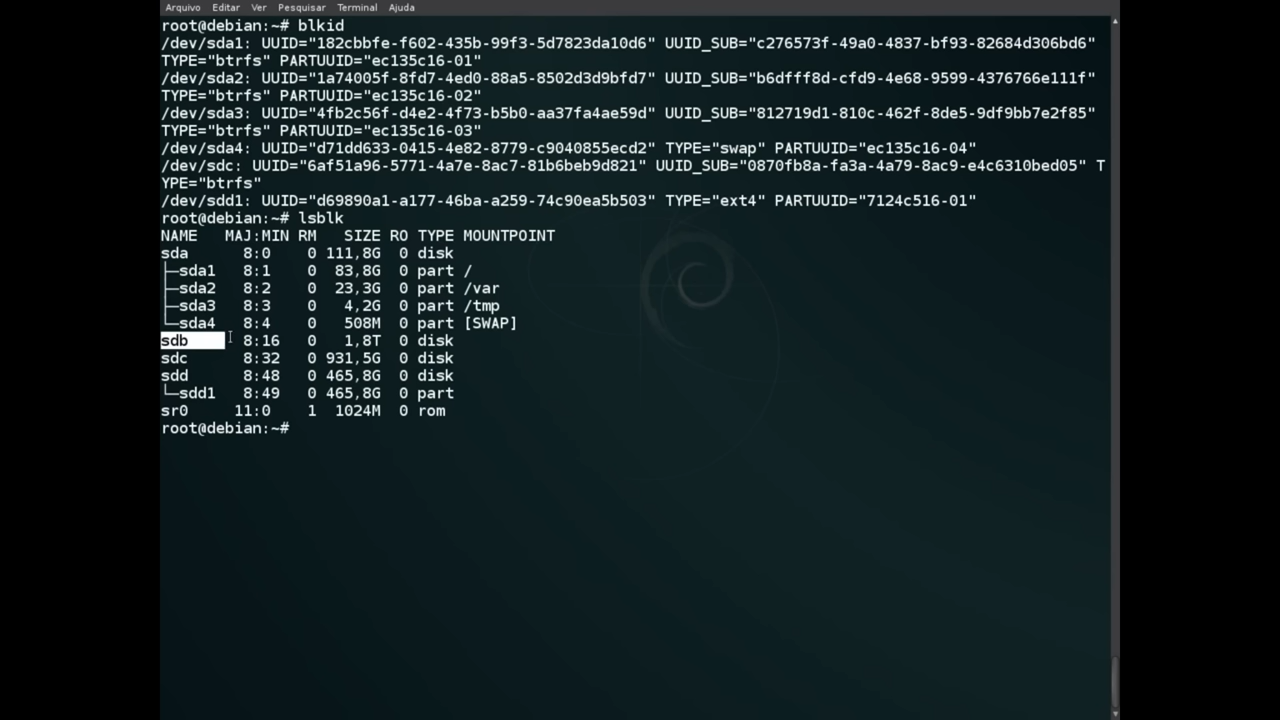 Arquivo Editar Ver Pesquisar Terminal Ajuda
root@debian:~# blkid
/dev/sda1: UUID="182cbbfe-f602-435b-99f3-5d7823da10d6" UUID_SUB="c276573f-49a0-4837-bf93-82684d306bd6"
TYPE="btrfs" PARTUUID="ec135c16-01"
/dev/sda2: UUID="1a74005f-8fd7-4ed0-88a5-8502d3d9bfd7" UUID_SUB="b6dfff8d-cfd9-4e68-9599-4376766e111f"
TYPE="btrfs" PARTUUID="ec135c16-02"
/dev/sda3: UUID="4fb2c56f-d4e2-4f73-b5b0-aa37fa4ae59d" UUID_SUB="812719d1-810c-462f-8de5-9df9bb7e2f85"
TYPE="btrfs" PARTUUID="ec135c16-03"
/dev/sda4: UUID="d71dd633-0415-4e82-8779-c9040855ecd2" TYPE="swap" PARTUUID="ec135c16-04"
/dev/sdc: UUID="6af51a96-5771-4a7e-8ac7-81b6beb9d821" UUID_SUB="0870fb8a-fa3a-4a79-8ac9-e4c6310bed05" T
YPE="btrfs"
/dev/sdd1: UUID="d69890a1-a177-46ba-a259-74c90ea5b503" TYPE="ext4" PARTUUID="7124c516-01"
root@debian:~# lsblk
NAME   MAJ:MIN RM   SIZE RO TYPE MOUNTPOINT
sda      8:0    0 111,8G  0 disk
├─sda1   8:1    0  83,8G  0 part /
├─sda2   8:2    0  23,3G  0 part /var
├─sda3   8:3    0   4,2G  0 part /tmp
└─sda4   8:4    0   508M  0 part [SWAP]
sdb      8:16   0   1,8T  0 disk
sdc      8:32   0 931,5G  0 disk
sdd      8:48   0 465,8G  0 disk
└─sdd1   8:49   0 465,8G  0 part
sr0     11:0    1  1024M  0 rom
root@debian:~#